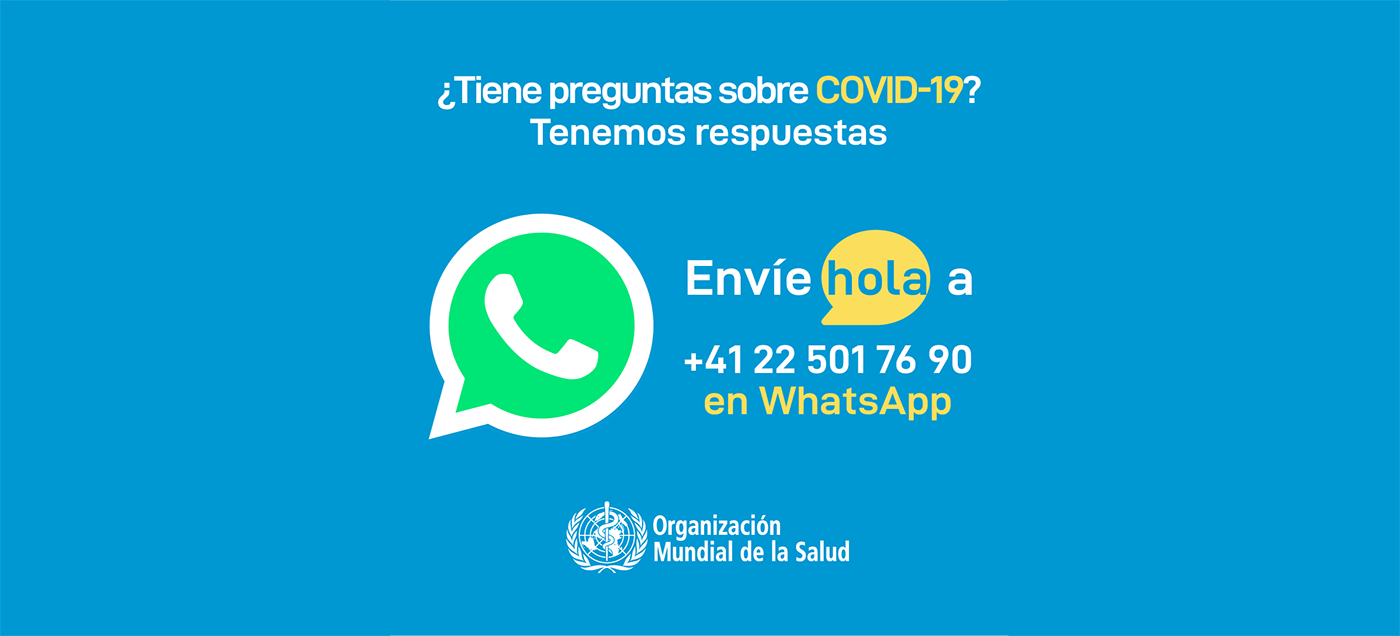 ¿Tiene preguntas sobre COVID-19?
Tenemos respuestas
Envíe hola a
+41 22 501 76 90
en WhatsApp
Organización
Mundial de la Salud